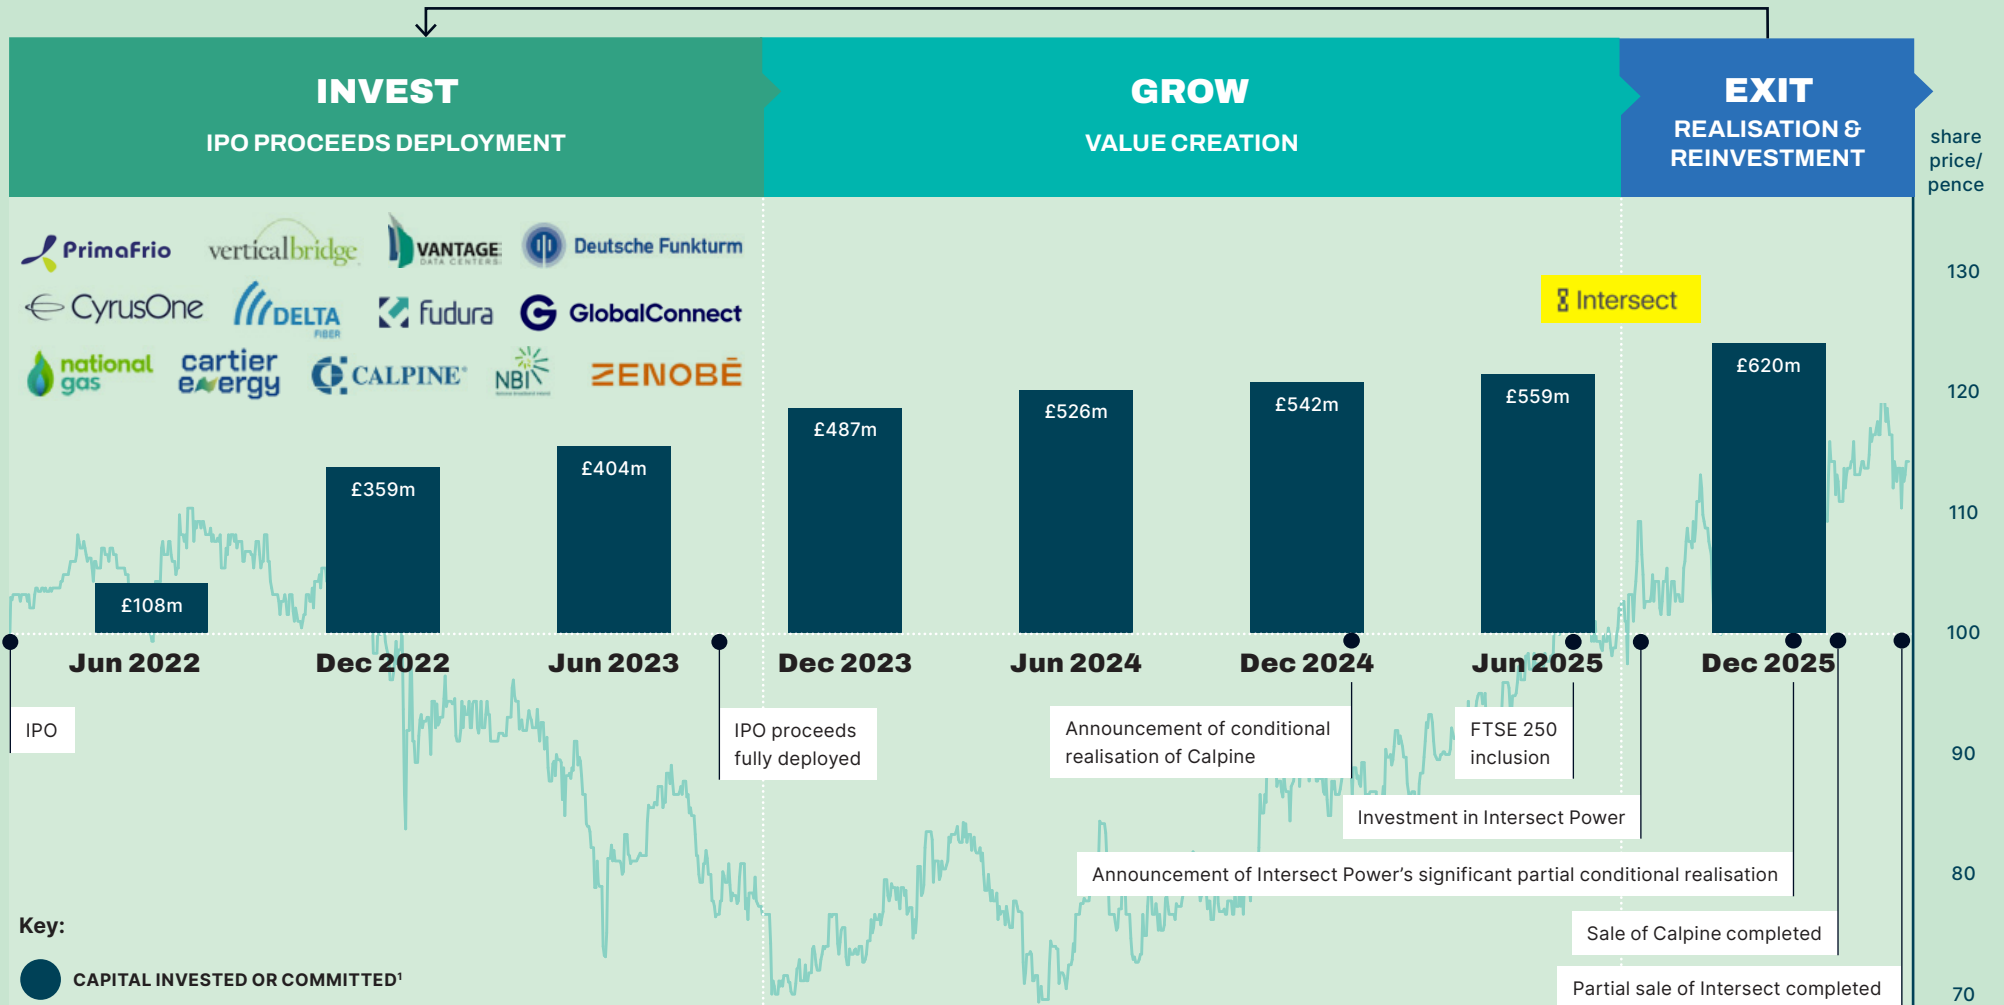 INVEST
IPO PROCEEDS DEPLOYMENT
GROW
VALUE CREATION
EXIT
REALISATION &
REINVESTMENT
share
price/
pence
PrimaFrio
verticalbridge
VANTAGE
DATA CENTERS
Deutsche Funkturm
CyrusOne
DELTA
FIBER
Fudura
GlobalConnect
national
gas
cartier
energy
CALPINE®
NBI
ZENOBĒ
Intersect
130
120
110
100
90
80
70
£108m
£359m
£404m
£487m
£526m
£542m
£559m
£620m
Jun 2022
Dec 2022
Jun 2023
Dec 2023
Jun 2024
Dec 2024
Jun 2025
Dec 2025
IPO
IPO proceeds
fully deployed
Announcement of conditional
realisation of Calpine
FTSE 250
inclusion
Investment in Intersect Power
Announcement of Intersect Power’s significant partial conditional realisation
Sale of Calpine completed
Partial sale of Intersect completed
Key:
CAPITAL INVESTED OR COMMITTED¹